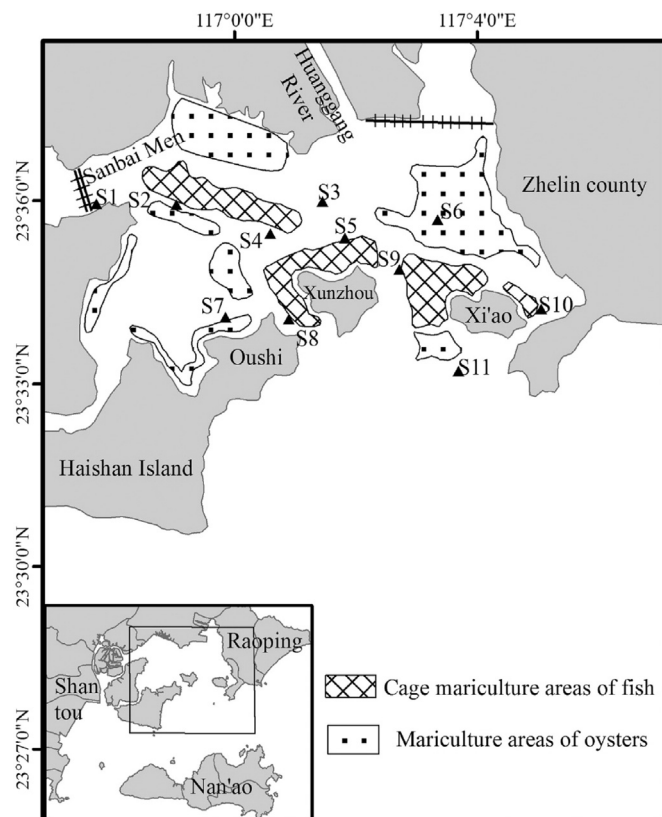 117°0'0"E
117°4'0"E
Huanggang
River
Sanbai Men
Zhelin county
23°36'0"N
S1
S2
S3
S4
S5
S6
S9
Xunzhou
S7
S8
Xi'ao
S10
Oushi
S11
23°33'0"N
Haishan Island
23°30'0"N
Raoping
Shan
tou
Nan'ao
23°27'0"N
Cage mariculture areas of fish
Mariculture areas of oysters